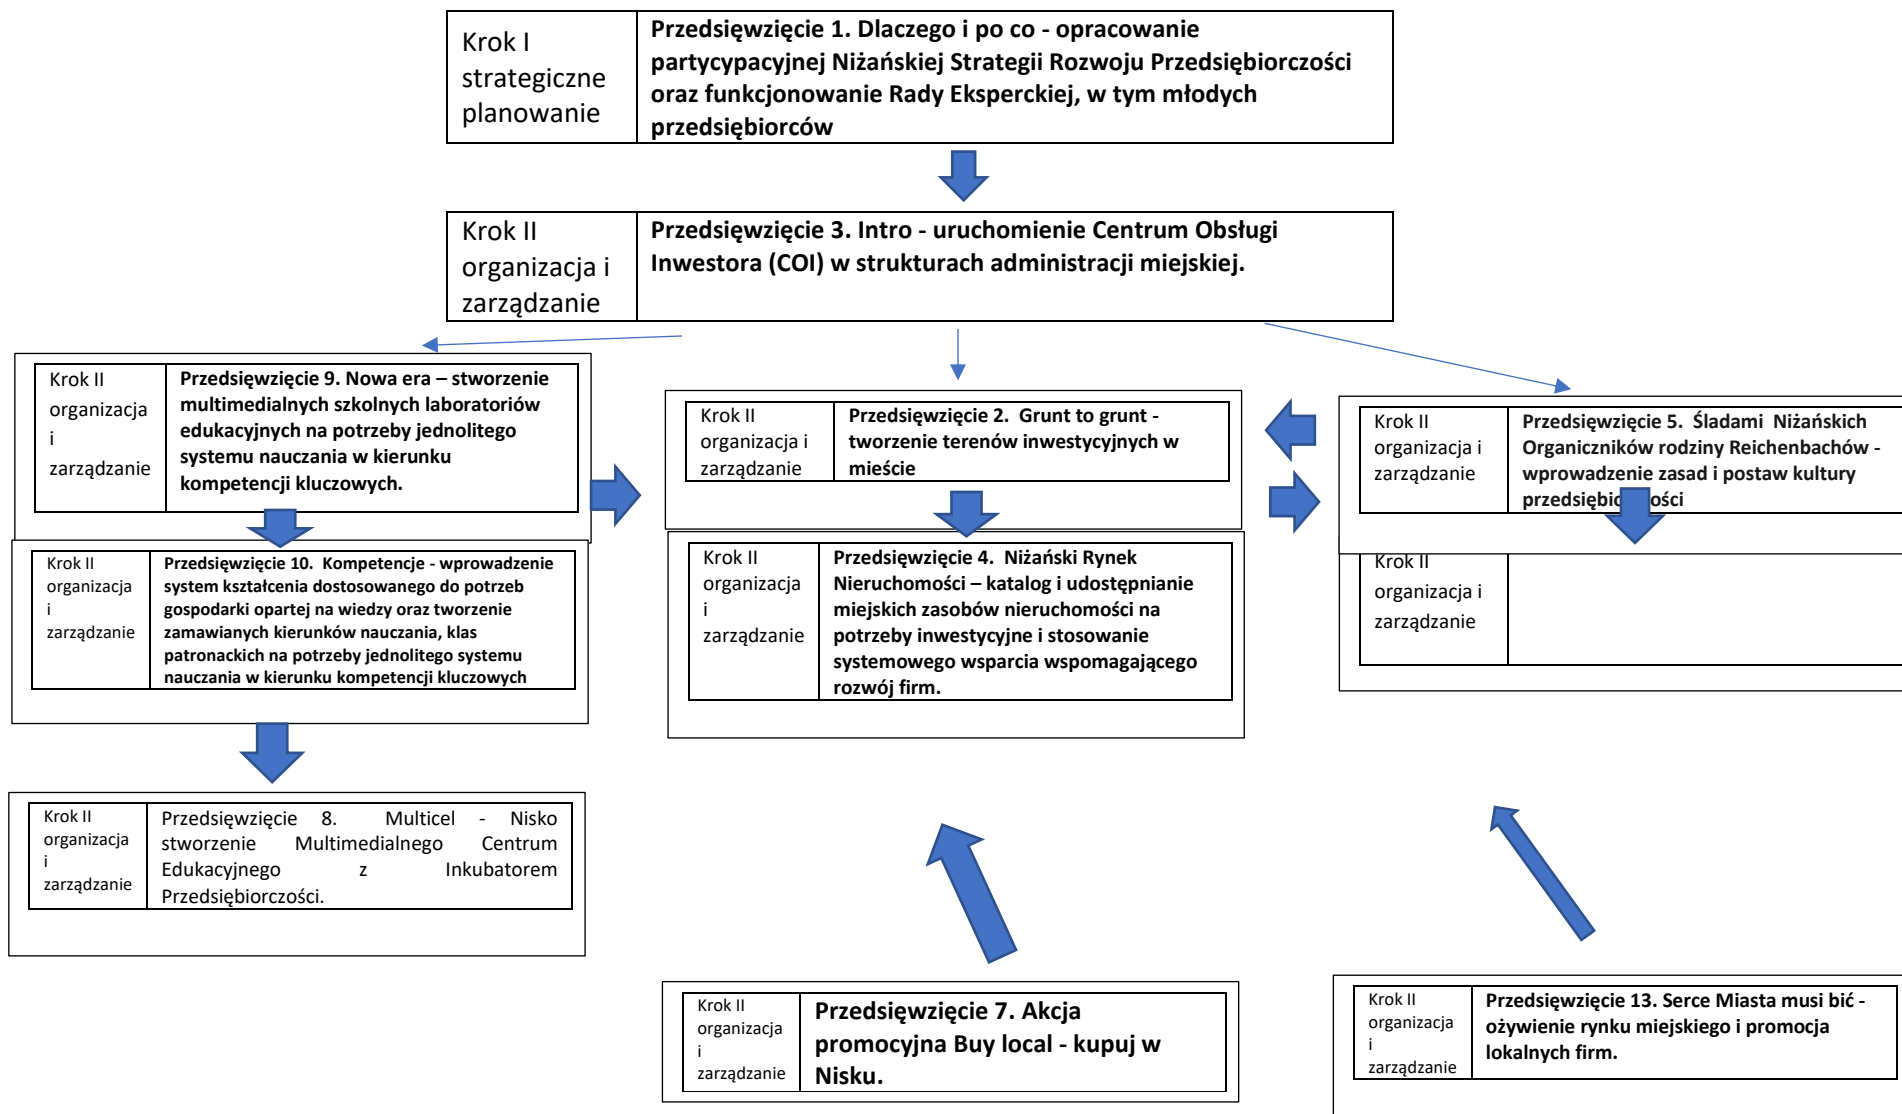 Krok I
strategiczne
planowanie
Przedsięwzięcie 1. Dlaczego i po co - opracowanie
partycypacyjnej Niżańskiej Strategii Rozwoju Przedsiębiorczości
oraz funkcjonowanie Rady Eksperckiej, w tym młodych
przedsiębiorców
Krok II
organizacja i
zarządzanie
Przedsięwzięcie 3. Intro - uruchomienie Centrum Obsługi
Inwestora (COI) w strukturach administracji miejskiej.
Krok II
organizacja
i
zarządzanie
Przedsięwzięcie 9. Nowa era – stworzenie
multimedialnych szkolnych laboratoriów
edukacyjnych na potrzeby jednolitego
systemu nauczania w kierunku
kompetencji kluczowych.
Krok II
organizacja i
zarządzanie
Przedsięwzięcie 2. Grunt to grunt -
tworzenie terenów inwestycyjnych w
mieście
Krok II
organizacja i
zarządzanie
Przedsięwzięcie 5. Śladami Niżańskich
Organiczników rodziny Reichenbachów -
wprowadzenie zasad i postaw kultury
przedsiębiorczości
Krok II
organizacja
i
zarządzanie
Przedsięwzięcie 10. Kompetencje - wprowadzenie
system kształcenia dostosowanego do potrzeb
gospodarki opartej na wiedzy oraz tworzenie
zamawianych kierunków nauczania, klas
patronackich na potrzeby jednolitego systemu
nauczania w kierunku kompetencji kluczowych
Krok II
organizacja
i
zarządzanie
Przedsięwzięcie 4. Niżański Rynek
Nieruchomości – katalog i udostępnianie
miejskich zasobów nieruchomości na
potrzeby inwestycyjne i stosowanie
systemowego wsparcia wspomagającego
rozwój firm.
Krok II
organizacja i
zarządzanie
Krok II
organizacja
i
zarządzanie
Przedsięwzięcie 8. Multicel - Nisko
stworzenie Multimedialnego Centrum
Edukacyjnego z Inkubatorem
Przedsiębiorczości.
Krok II
organizacja
i
zarządzanie
Przedsięwzięcie 7. Akcja
promocyjna Buy local - kupuj w
Nisku.
Krok II
organizacja
i
zarządzanie
Przedsięwzięcie 13. Serce Miasta musi bić -
ożywienie rynku miejskiego i promocja
lokalnych firm.